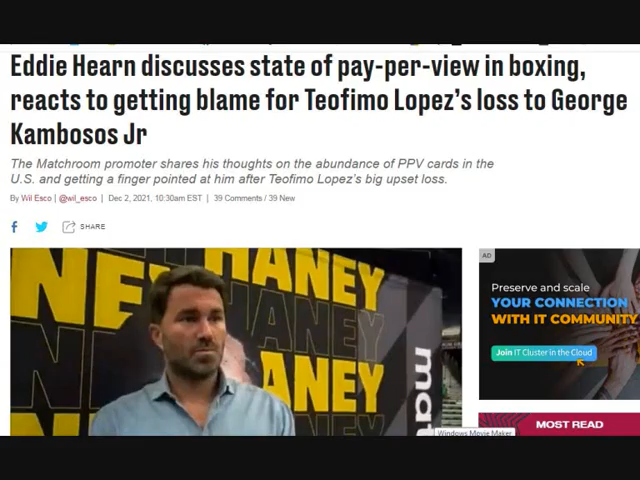 Eddie Hearn discusses state of pay-per-view in boxing,
reacts to getting blame for Teofimo Lopez's loss to George
Kambosos Jr
The Matchroom promoter shares his thoughts on the abundance of PPV cards in the
U.S. and getting a finger pointed at him after Teofimo Lopez's big upset loss.
By Wil Esco | @wil_esco | Dec 2, 2021, 10:30am EST | 39 Comments / 39 New
SHARE
HANEY
HANEY
ANEY
NE
mat
AD
Preserve and scale
YOUR CONNECTION
WITH IT COMMUNITY
Join IT Cluster in the Cloud
MOST READ
Windows Movie Maker